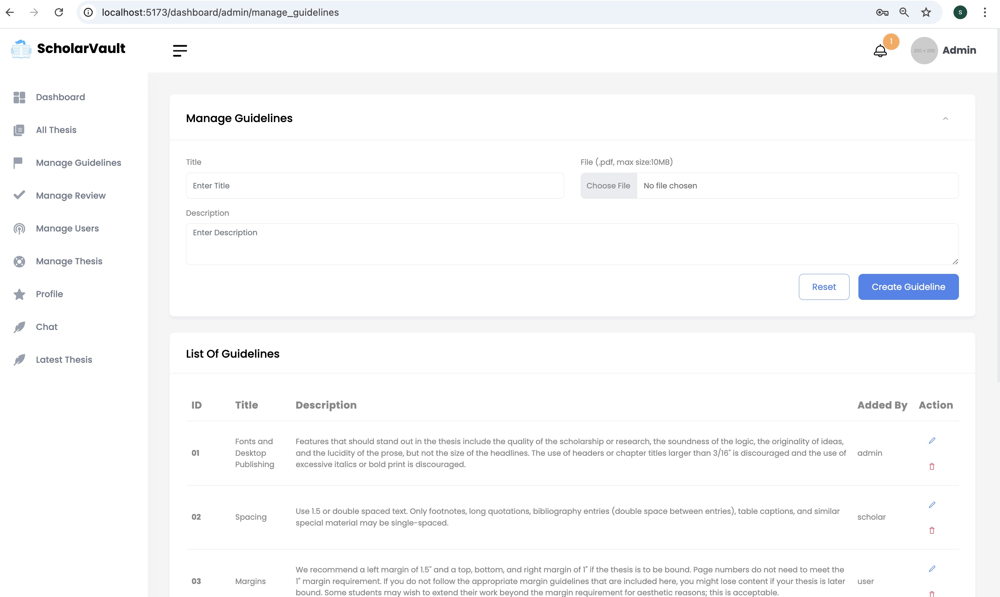 localhost:5173/dashboard/admin/manage_guidelines
S
ScholarVault
1
200 x 200
Admin
Dashboard
All Thesis
Manage Guidelines
Manage Review
Manage Users
Manage Thesis
Profile
Chat
Latest Thesis
Manage Guidelines
Title
File (.pdf, max size:10MB)
Enter Title
Choose File No file chosen
Description
Enter Description
Reset Create Guideline
List Of Guidelines
ID Title Description Added By Action
01
Fonts and
Desktop
Publishing
Features that should stand out in the thesis include the quality of the scholarship or research, the soundness of the logic, the originality of ideas,
and the lucidity of the prose, but not the size of the headlines. The use of headers or chapter titles larger than 3/16" is discouraged and the use of
excessive italics or bold print is discouraged.
admin
02
Spacing
Use 1.5 or double spaced text. Only footnotes, long quotations, bibliography entries (double space between entries), table captions, and similar
special material may be single-spaced.
scholar
03
Margins
We recommend a left margin of 1.5" and a top, bottom, and right margin of 1" if the thesis is to be bound. Page numbers do not need to meet the
1" margin requirement. If you do not follow the appropriate margin guidelines that are included here, you might lose content if your thesis is later
bound. Some students may wish to extend their work beyond the margin requirement for aesthetic reasons; this is acceptable.
user